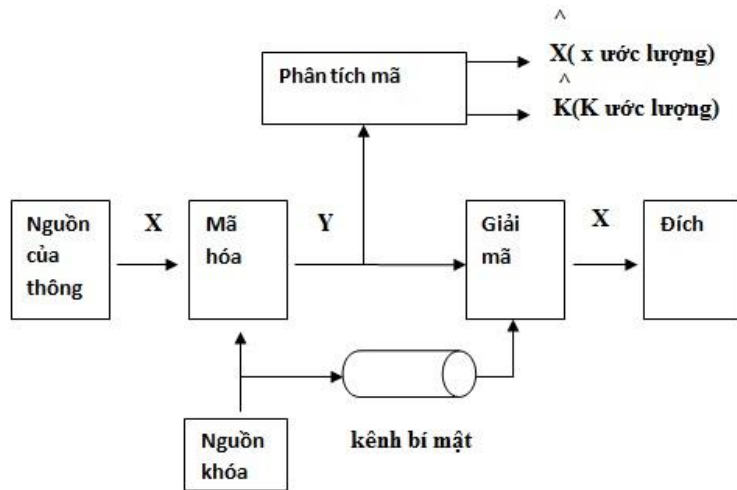 ^
X( x ước lượng)
^
K(K ước lượng)
Phân tích mã
Nguồn
của
thông
X
Mã
hóa
Y
Giải
mã
X
Đích
Nguồn
khóa
kênh bí mật